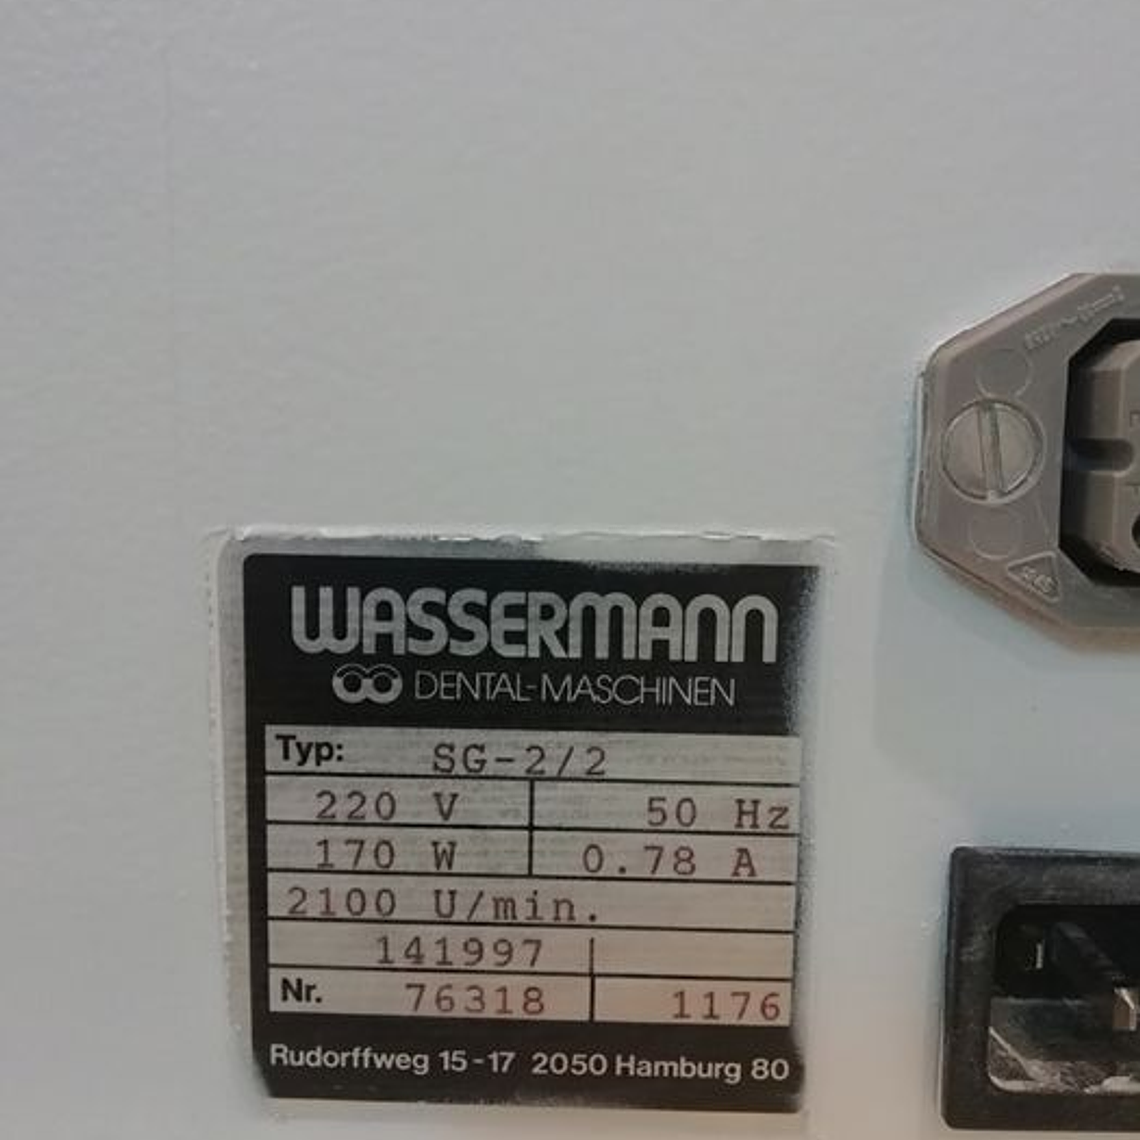 WASSERMANN
DENTAL-MASCHINEN
Typ: SG-2/2
220 V 50 Hz
170 W 0.78 A
2100 U/min.
141997
Nr. 76318 1176
Rudorffweg 15-17 2050 Hamburg 80